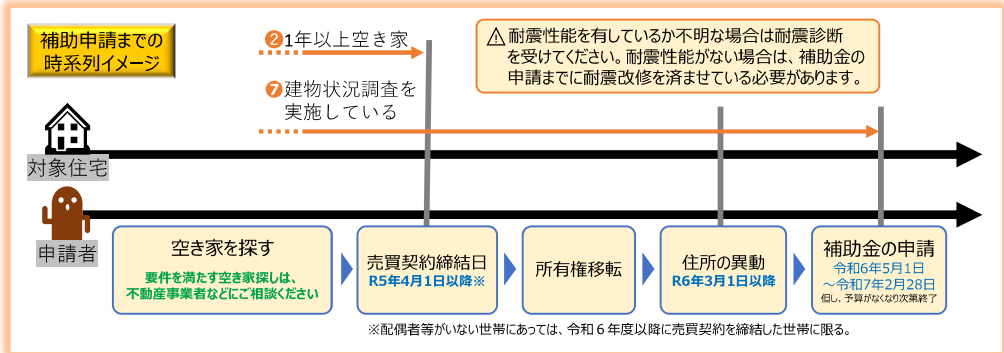 補助申請までの
時系列イメージ
❷1年以上空き家
⚠耐震性能を有しているか不明な場合は耐震診断
を受けてください。耐震性能がない場合は、補助金の
申請までに耐震改修を済ませている必要があります。
❼建物状況調査を
実施している
対象住宅
申請者
空き家を探す
要件を満たす空き家探しは、
不動産事業者などにご相談ください
売買契約締結日
R5年4月1日以降※
所有権移転
住所の異動
R6年3月1日以降
補助金の申請
令和6年5月1日
～令和7年2月28日
但し、予算がなくなり次第終了
※配偶者等がいない世帯にあっては、令和６年度以降に売買契約を締結した世帯に限る。